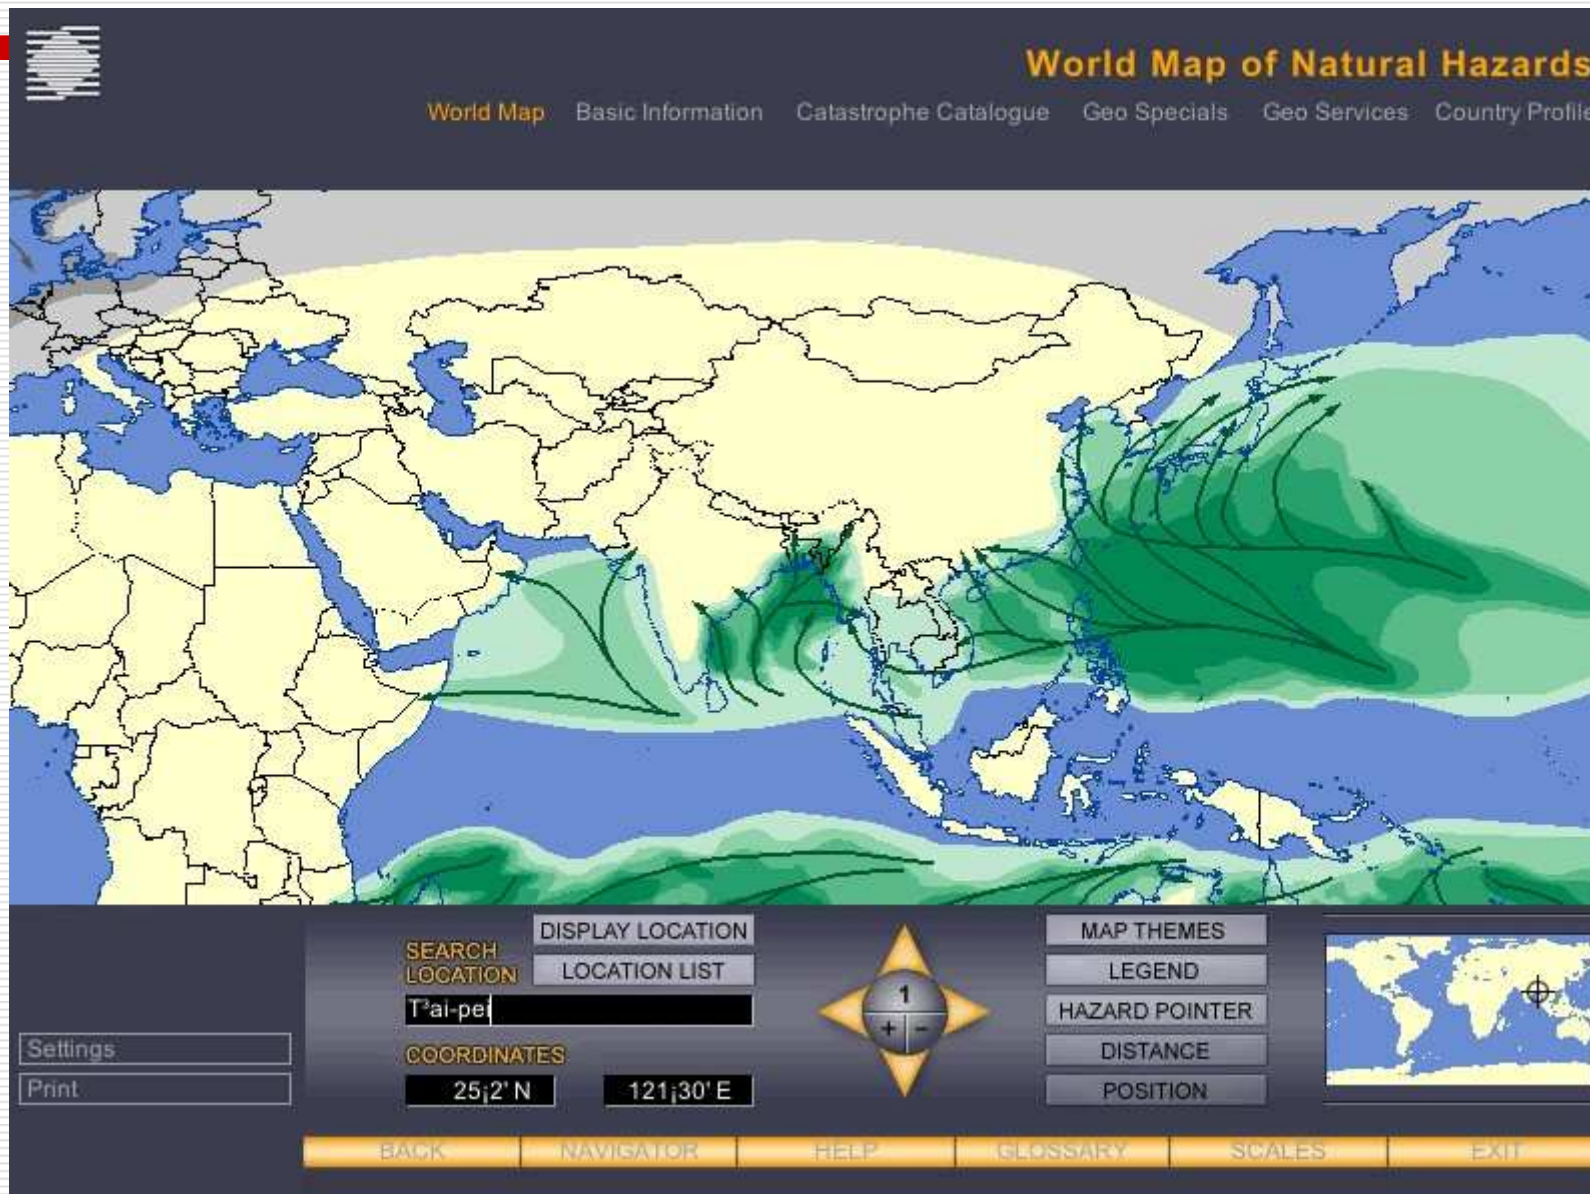 World Map of Natural Hazards
World Map Basic Information Catastrophe Catalogue Geo Specials Geo Services Country Profile
SEARCH LOCATION
DISPLAY LOCATION
LOCATION LIST
T³ai-pei
COORDINATES
25¡2' N 121¡30' E
Settings
Print
1
+ −
MAP THEMES
LEGEND
HAZARD POINTER
DISTANCE
POSITION
BACK NAVIGATOR HELP GLOSSARY SCALES EXIT